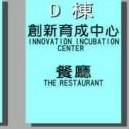 D 棟
創新育成中心
INNOVATION INCUBATION
CENTER
餐廳
THE RESTAURANT